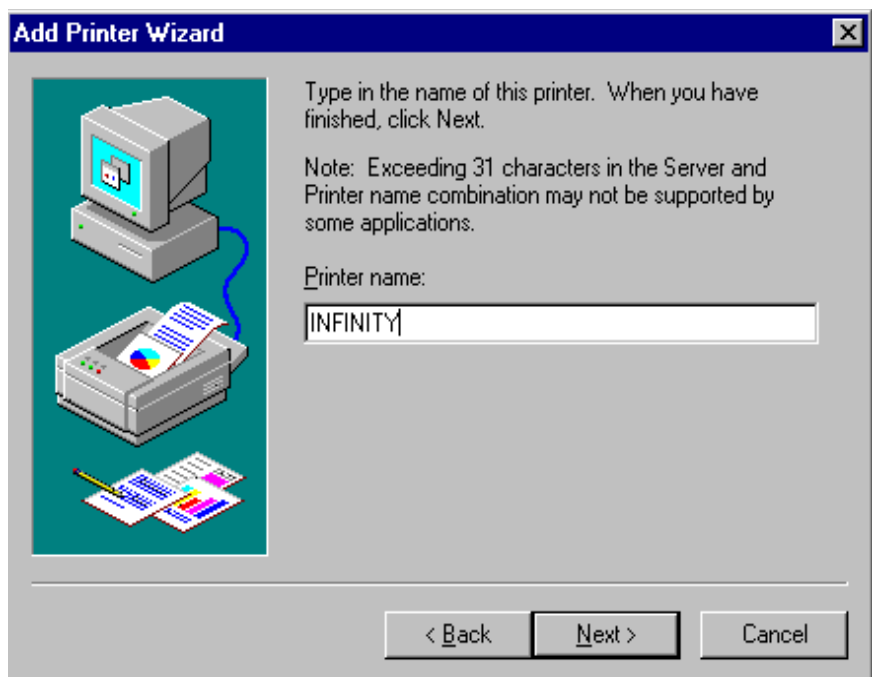 Add Printer Wizard
Type in the name of this printer.  When you have
finished, click Next.
Note:  Exceeding 31 characters in the Server and
Printer name combination may not be supported by
some applications.
Printer name:
INFINITY
< Back
Next >
Cancel